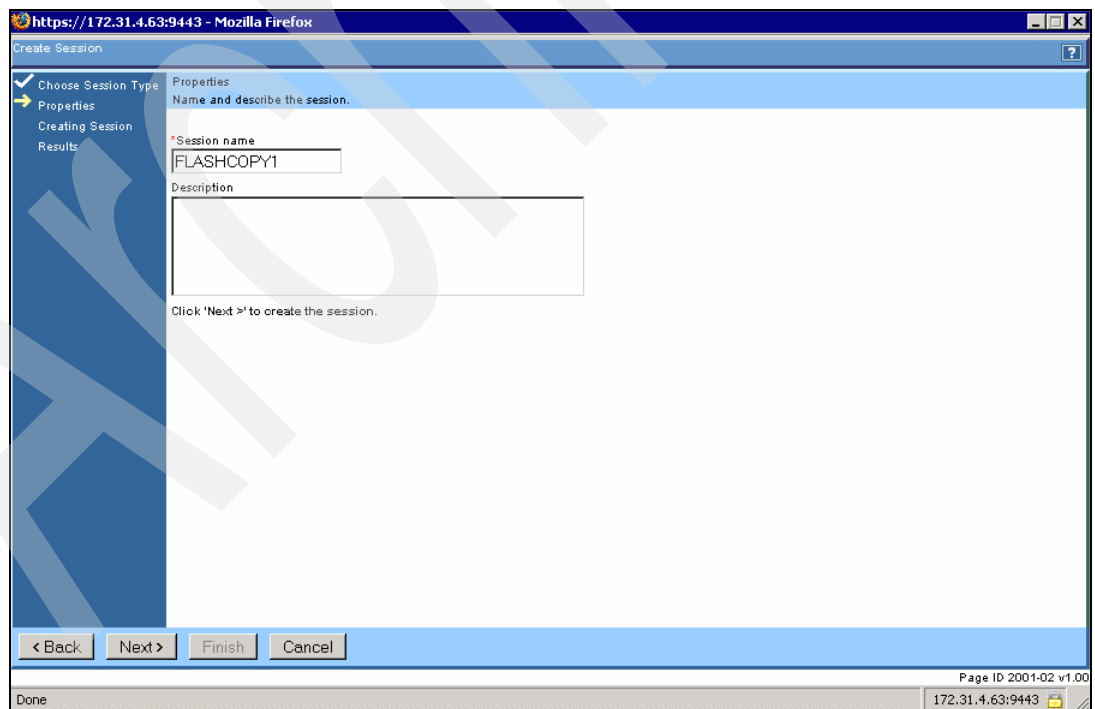 https://172.31.4.63:9443 - Mozilla Firefox
Create Session
?
Choose Session Type
Properties
Creating Session
Results
Properties
Name and describe the session.
*Session name
FLASHCOPY1
Description
Click 'Next >' to create the session.
< Back
Next >
Finish
Cancel
Page ID 2001-02 v1.00
Done
172.31.4.63:9443